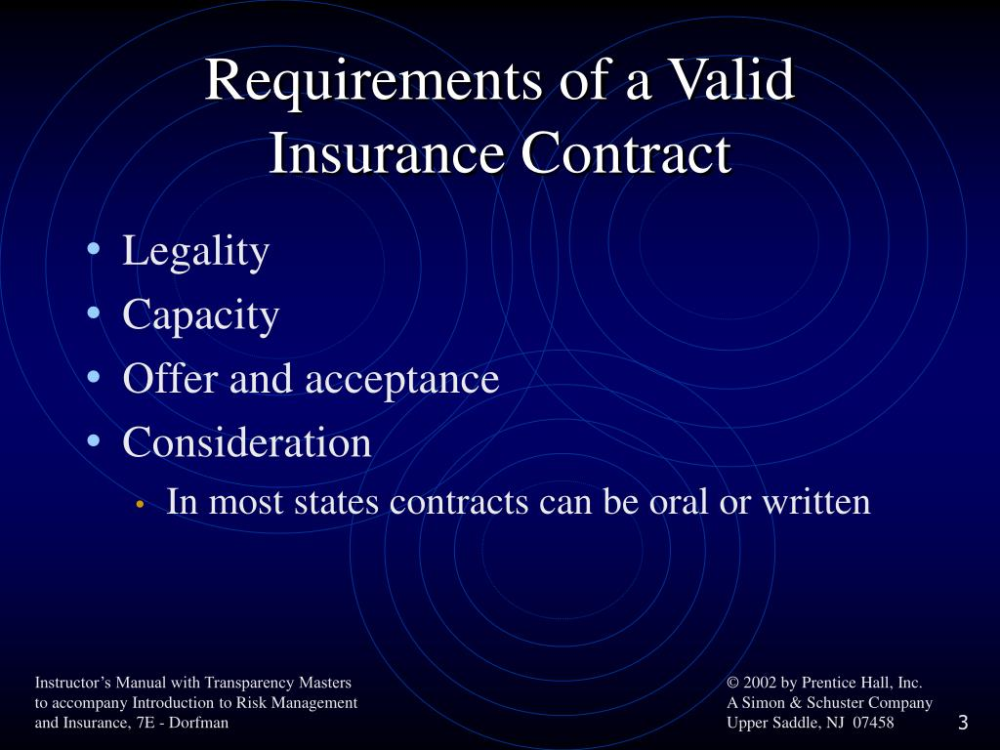 Requirements of a Valid
Insurance Contract
• Legality
• Capacity
• Offer and acceptance
• Consideration
• In most states contracts can be oral or written
Instructor’s Manual with Transparency Masters
to accompany Introduction to Risk Management
and Insurance, 7E - Dorfman
© 2002 by Prentice Hall, Inc.
A Simon & Schuster Company
Upper Saddle, NJ  07458
3